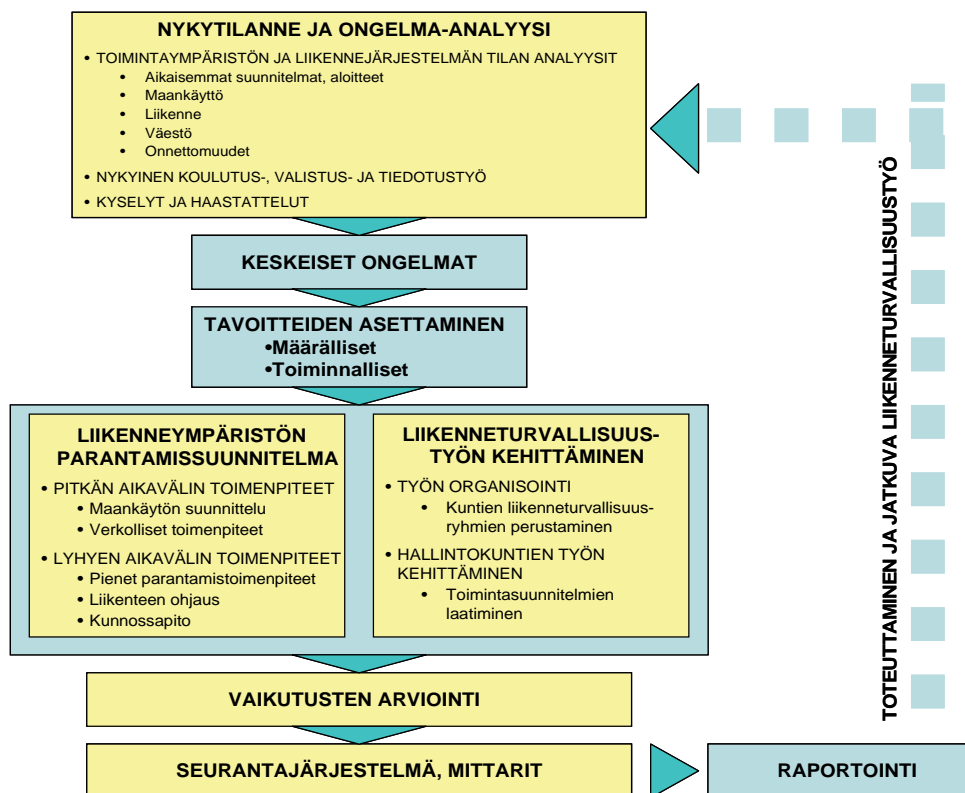 NYKYTILANNE JA ONGELMA-ANALYYSI
• TOIMINTAYMPÄRISTÖN JA LIIKENNEJÄRJESTELMÄN TILAN ANALYYSIT
• Aikaisemmat suunnitelmat, aloitteet
• Maankäyttö
• Liikenne
• Väestö
• Onnettomuudet
• NYKYINEN KOULUTUS-, VALISTUS- JA TIEDOTUSTYÖ
• KYSELYT JA HAASTATTELUT
KESKEISET ONGELMAT
TAVOITTEIDEN ASETTAMINEN
•Määrälliset
•Toiminnalliset
LIIKENNEYMPÄRISTÖN
PARANTAMISSUUNNITELMA
• PITKÄN AIKAVÄLIN TOIMENPITEET
• Maankäytön suunnittelu
• Verkolliset toimenpiteet
• LYHYEN AIKAVÄLIN TOIMENPITEET
• Pienet parantamistoimenpiteet
• Liikenteen ohjaus
• Kunnossapito
LIIKENNETURVALLISUUS-
TYÖN KEHITTÄMINEN
• TYÖN ORGANISOINTI
• Kuntien liikenneturvallisuus-
ryhmien perustaminen
• HALLINTOKUNTIEN TYÖN
KEHITTÄMINEN
• Toimintasuunnitelmien
laatiminen
VAIKUTUSTEN ARVIOINTI
SEURANTAJÄRJESTELMÄ, MITTARIT
RAPORTOINTI
TOTEUTTAMINEN JA JATKUVA LIIKENNETURVALLISUUSTYÖ